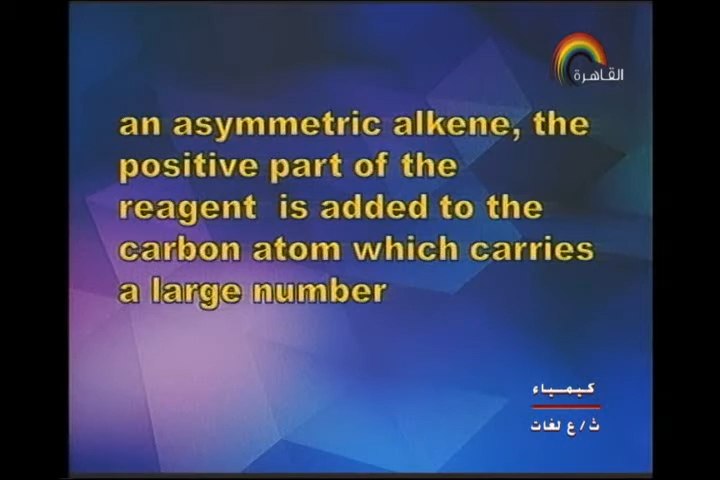 القاهرة
an asymmetric alkene, the
positive part of the
reagent is added to the
carbon atom which carries
a large number
كيمياء
ث/ع لغات